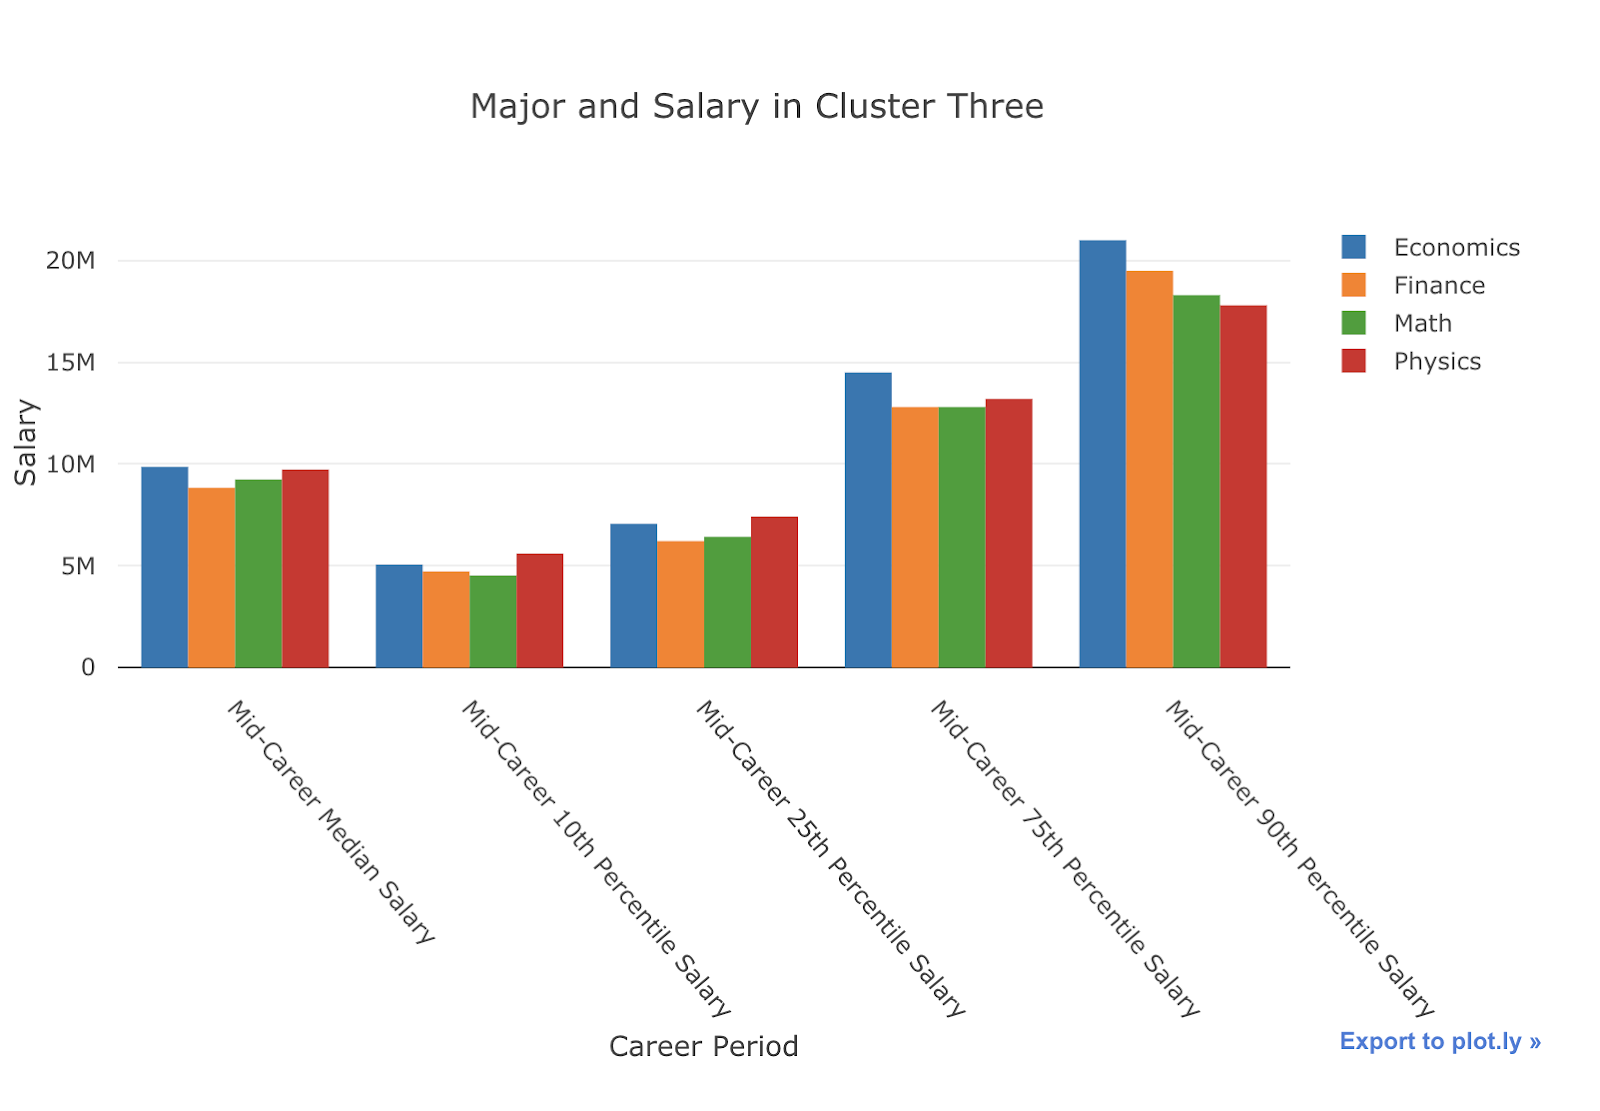 Major and Salary in Cluster Three
20M
15M
10M
5M
0
Salary
Economics
Finance
Math
Physics
Mid-Career Median Salary
Mid-Career 10th Percentile Salary
Mid-Career 25th Percentile Salary
Mid-Career 75th Percentile Salary
Mid-Career 90th Percentile Salary
Career Period
Export to plot.ly »